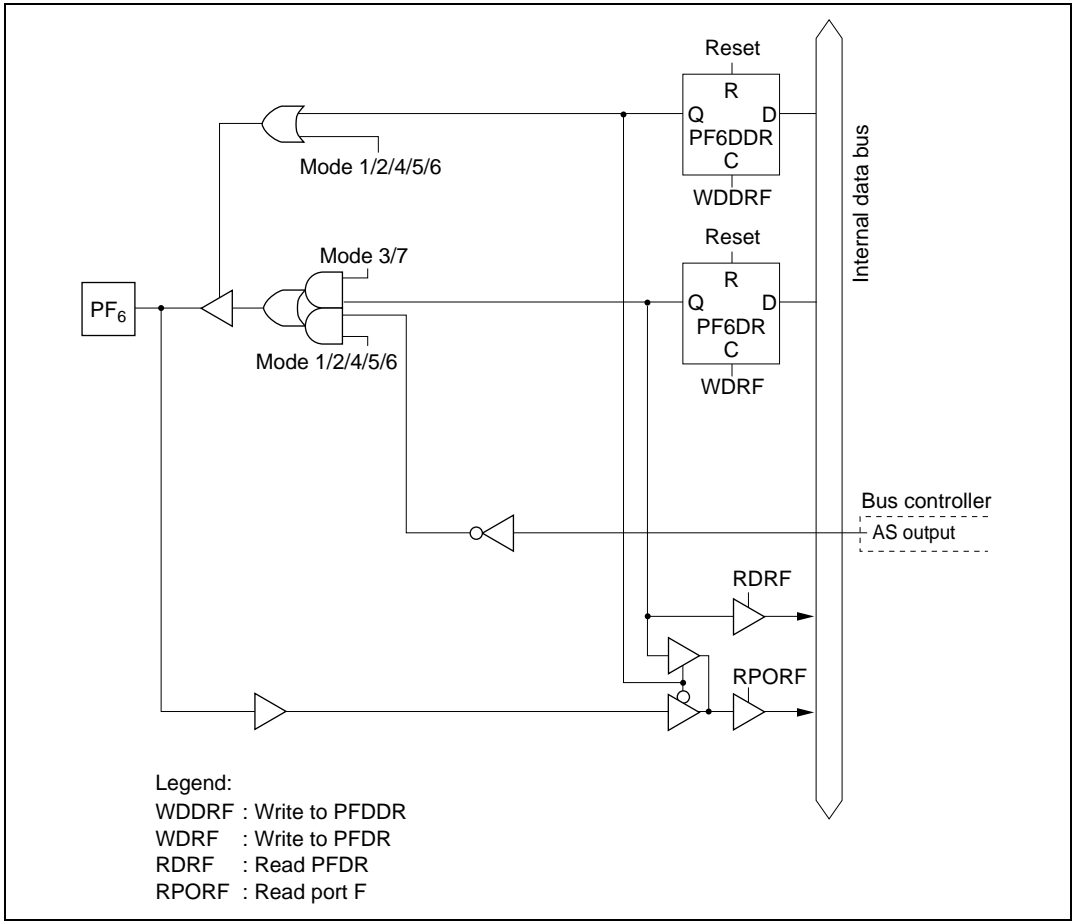 Reset
R
Q D
PF6DDR
C
WDDRF
Mode 1/2/4/5/6
Internal data bus
Reset
R
Q D
PF6DR
C
WDRF
Mode 3/7
PF6
Mode 1/2/4/5/6
Bus controller
AS output
RDRF
RPORF
Legend:
WDDRF : Write to PFDDR
WDRF : Write to PFDR
RDRF : Read PFDR
RPORF : Read port F